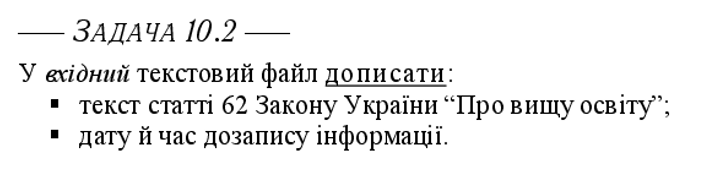 — Задача 10.2 —
У вхідний текстовий файл дописати:
▪ текст статті 62 Закону України “Про вищу освіту”;
▪ дату й час дозапису інформації.